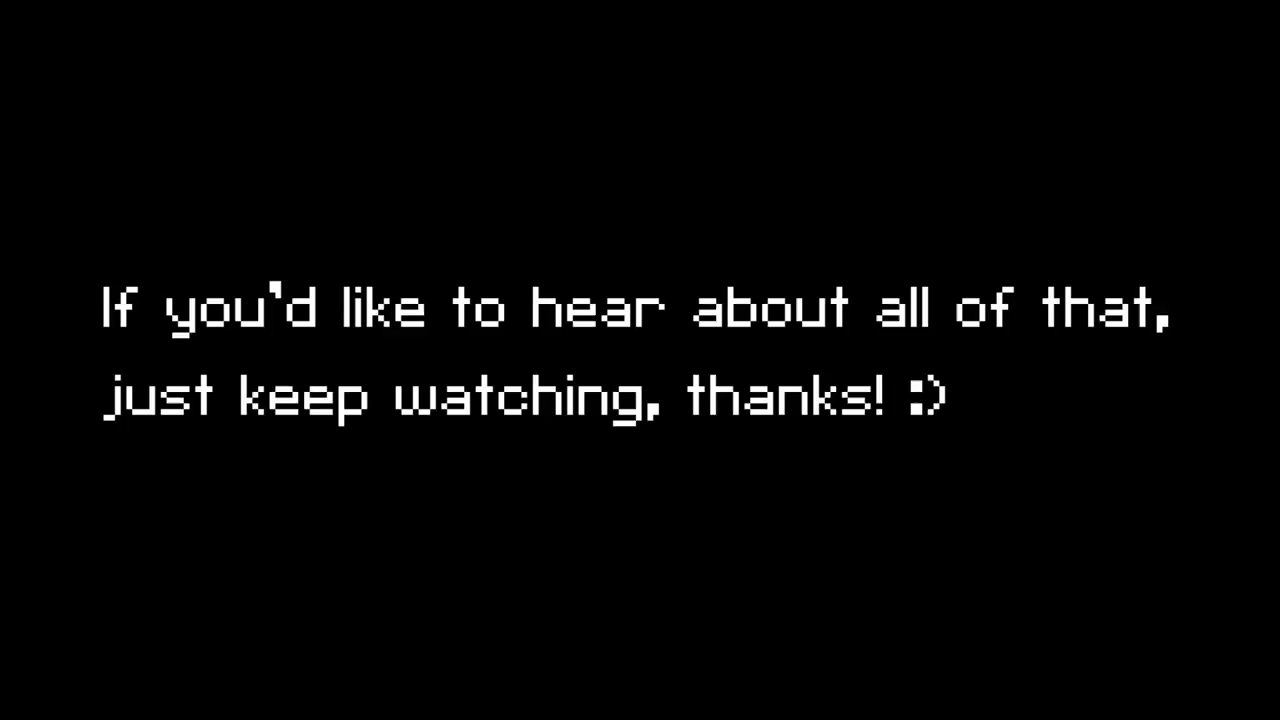 If you'd like to hear about all of that,
just keep watching, thanks! :)